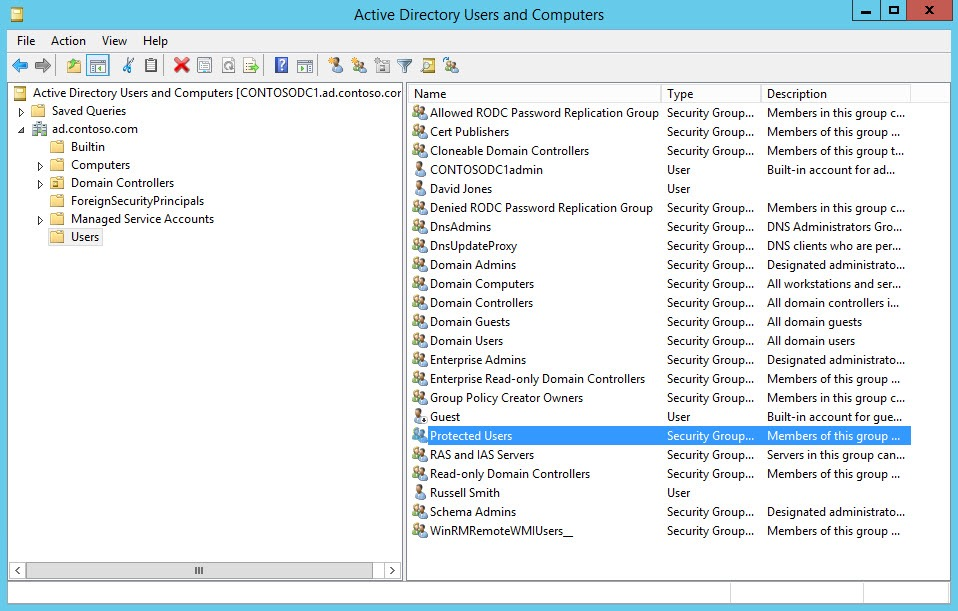 Active Directory Users and Computers
File Action View Help
Active Directory Users and Computers [CONTOSODC1.ad.contoso.cor
Saved Queries
ad.contoso.com
Builtin
Computers
Domain Controllers
ForeignSecurityPrincipals
Managed Service Accounts
Users
Name Type Description
Allowed RODC Password Replication Group Security Group... Members in this group c...
Cert Publishers Security Group... Members of this group ...
Cloneable Domain Controllers Security Group... Members of this group t...
CONTOSODC1admin User Built-in account for ad...
David Jones User
Denied RODC Password Replication Group Security Group... Members in this group c...
DnsAdmins Security Group... DNS Administrators Gro...
DnsUpdateProxy Security Group... DNS clients who are per...
Domain Admins Security Group... Designated administrato...
Domain Computers Security Group... All workstations and ser...
Domain Controllers Security Group... All domain controllers i...
Domain Guests Security Group... All domain guests
Domain Users Security Group... All domain users
Enterprise Admins Security Group... Designated administrato...
Enterprise Read-only Domain Controllers Security Group... Members of this group ...
Group Policy Creator Owners Security Group... Members in this group c...
Guest User Built-in account for gue...
Protected Users Security Group... Members of this group ...
RAS and IAS Servers Security Group... Servers in this group can...
Read-only Domain Controllers Security Group... Members of this group ...
Russell Smith User
Schema Admins Security Group... Designated administrato...
WinRMRemoteWMIUsers__ Security Group... Members of this group ...